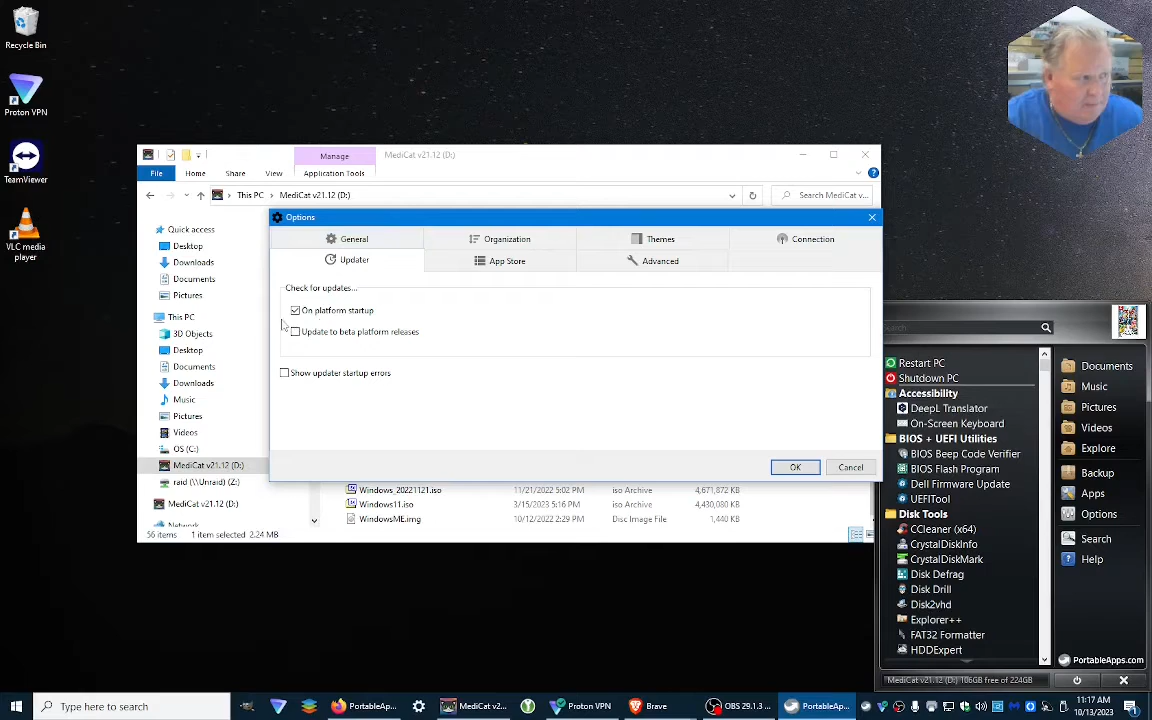 Recycle Bin
Proton VPN
TeamViewer
VLC media
player
Manage
MediCat v21.12 (D:)
File
Home
Share
View
Application Tools
This PC > MediCat v21.12 (D:)
Search MediCat v...
Quick access
Desktop
Downloads
Documents
Pictures
This PC
3D Objects
Desktop
Documents
Downloads
Music
Pictures
Videos
OS (C:)
MediCat v21.12 (D:)
raid (\\Unraid) (Z:)
MediCat v21.12 (D:)
Network
Windows_20221121.iso 11/21/2022 5:02 PM iso Archive 4,671,872 KB
Windows11.iso 3/15/2023 5:16 PM iso Archive 4,430,080 KB
WindowsME.img 10/12/2022 2:29 PM Disc Image File 1,440 KB
56 items 1 item selected 2.24 MB
Options
General
Organization
Themes
Connection
Updater
App Store
Advanced
Check for updates...
On platform startup
Update to beta platform releases
Show updater startup errors
OK
Cancel
Restart PC
Shutdown PC
Accessibility
DeepL Translator
On-Screen Keyboard
BIOS + UEFI Utilities
BIOS Beep Code Viewer
BIOS Flash Program
Dell Firmware Update
UEFITool
Disk Tools
CCleaner (x64)
CrystalDiskInfo
CrystalDiskMark
Disk Defrag
Disk Drill
Disk2vhd
Explorer++
FAT32 Formatter
HDDExpert
Documents
Music
Pictures
Videos
Explore
Backup
Apps
Options
Search
Help
PortableApps.com
MediCat v21.12 (D:) 106GB free of 224GB
Type here to search
PortableAp...
MediCat v2...
Proton VPN
Brave
OBS 29.1.3 ...
PortableAp...
11:17 AM
10/13/2023